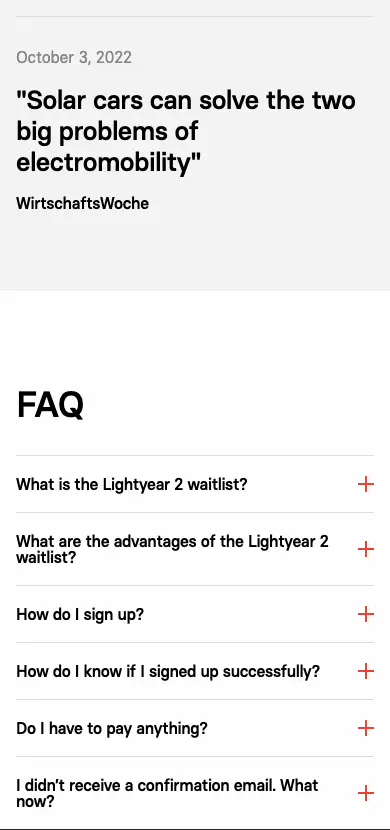 October 3, 2022
"Solar cars can solve the two
big problems of
electromobility"
WirtschaftsWoche
FAQ
What is the Lightyear 2 waitlist?
What are the advantages of the Lightyear 2
waitlist?
How do I sign up?
How do I know if I signed up successfully?
Do I have to pay anything?
I didn't receive a confirmation email. What
now?